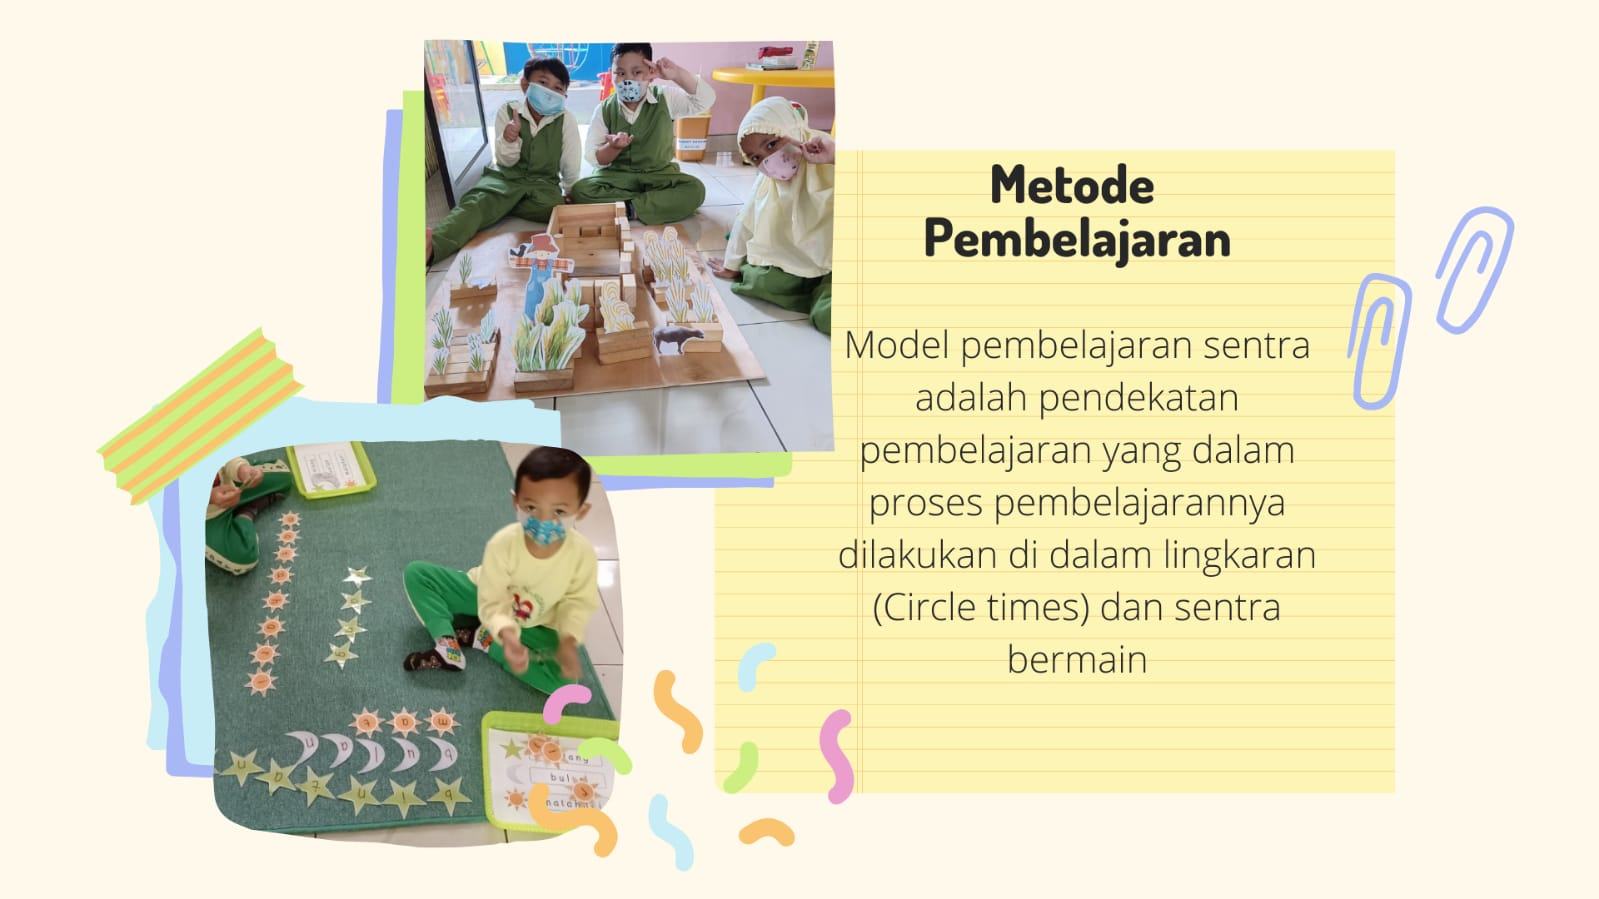 Metode
Pembelajaran
Model pembelajaran sentra
adalah pendekatan
pembelajaran yang dalam
proses pembelajarannya
dilakukan di dalam lingkaran
(Circle times) dan sentra
bermain
m a t
b u l a n
b i n t a n